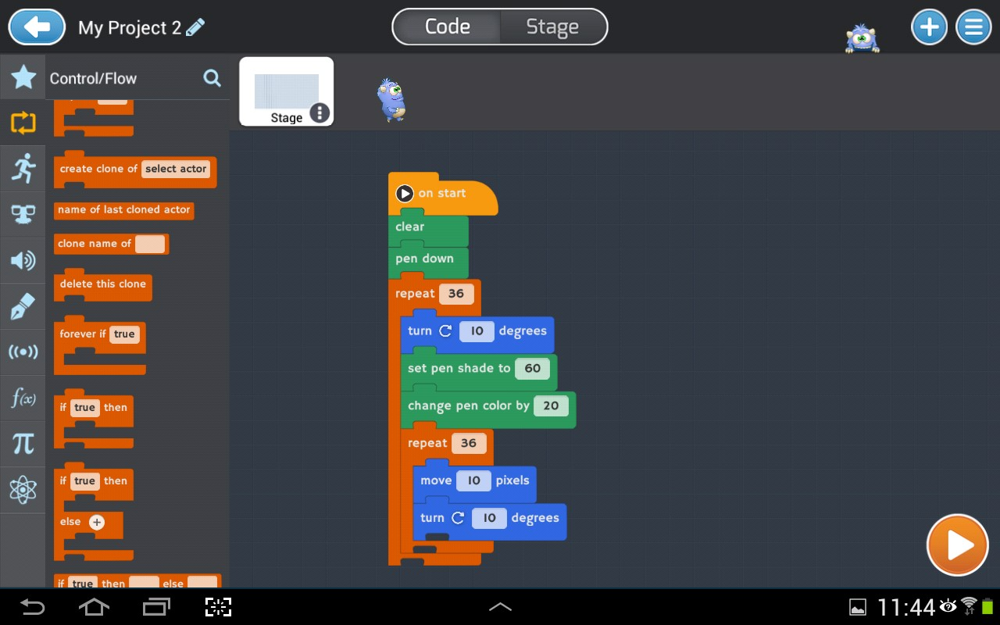 My Project 2
Code
Stage
Control/Flow
Stage
create clone of select actor
name of last cloned actor
clone name of
delete this clone
forever if true
if true then
if true then
else +
if true then else
f(x)
π
on start
clear
pen down
repeat 36
turn 10 degrees
set pen shade to 60
change pen color by 20
repeat 36
move 10 pixels
turn 10 degrees
11:44